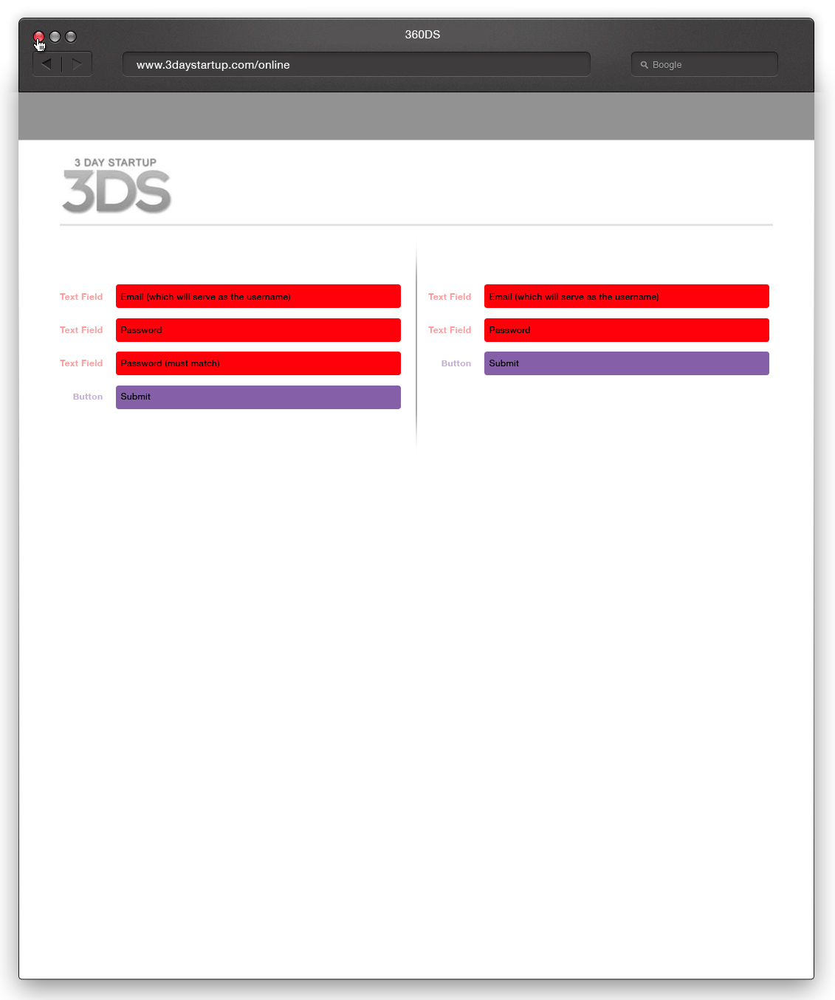 360DS
www.3daystartup.com/online
Boogle
3 DAY STARTUP
3DS
Text Field Email (which will serve as the username)
Text Field Password
Text Field Password (must match)
Button Submit
Text Field Email (which will serve as the username)
Text Field Password
Button Submit